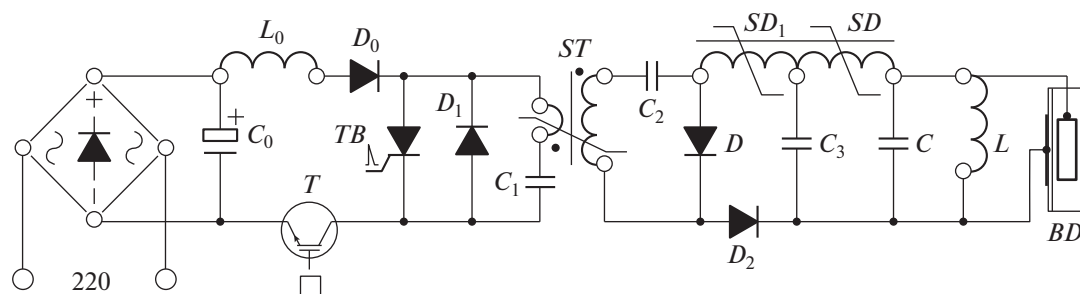 L₀
D₀
ST
SD₁
SD
+
+
C₀
TB
D₁
C₁
C₂
D
C₃
C
L
T
D₂
BD
220